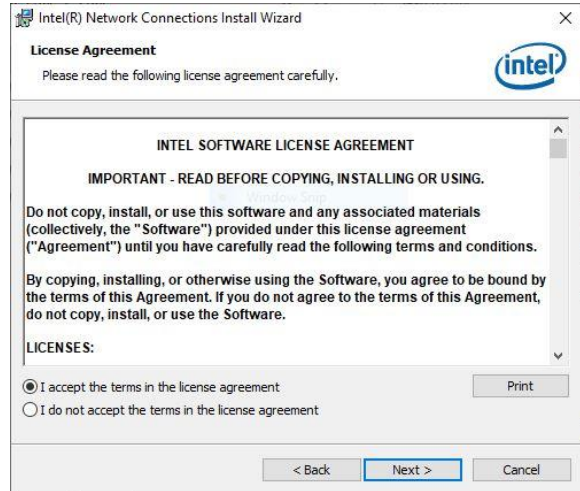 Intel(R) Network Connections Install Wizard
License Agreement
Please read the following license agreement carefully.
intel
INTEL SOFTWARE LICENSE AGREEMENT
IMPORTANT - READ BEFORE COPYING, INSTALLING OR USING.
Window Snip
Do not copy, install, or use this software and any associated materials
(collectively, the "Software") provided under this license agreement
("Agreement") until you have carefully read the following terms and conditions.
By copying, installing, or otherwise using the Software, you agree to be bound by
the terms of this Agreement. If you do not agree to the terms of this Agreement,
do not copy, install, or use the Software.
LICENSES:
I accept the terms in the license agreement
Print
I do not accept the terms in the license agreement
< Back
Next >
Cancel